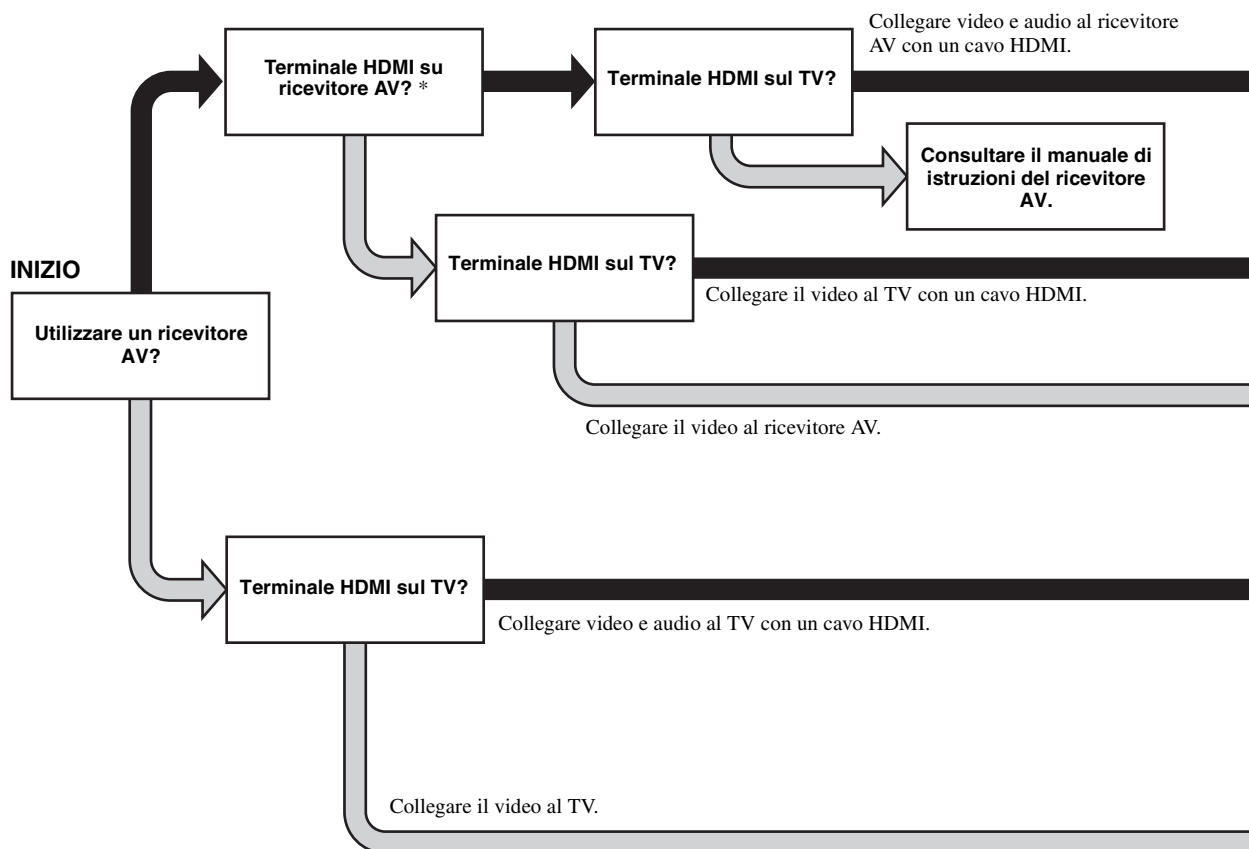 Collegare video e audio al ricevitore
AV con un cavo HDMI.
Terminale HDMI su
ricevitore AV? *
Terminale HDMI sul TV?
Consultare il manuale di
istruzioni del ricevitore
AV.
Terminale HDMI sul TV?
INIZIO
Collegare il video al TV con un cavo HDMI.
Utilizzare un ricevitore
AV?
Collegare il video al ricevitore AV.
Terminale HDMI sul TV?
Collegare video e audio al TV con un cavo HDMI.
Collegare il video al TV.